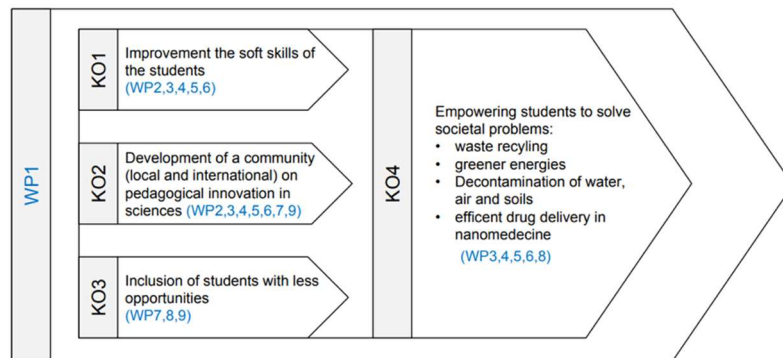 WP1
KO1
Improvement the soft skills of
the students
(WP2,3,4,5,6)
KO2
Development of a community
(local and international) on
pedagogical innovation in
sciences (WP2,3,4,5,6,7,9)
KO3
Inclusion of students with less
opportunities
(WP7,8,9)
KO4
Empowering students to solve
societal problems:
• waste recyling
• greener energies
• Decontamination of water,
air and soils
• efficent drug delivery in
nanomedecine
(WP3,4,5,6,8)